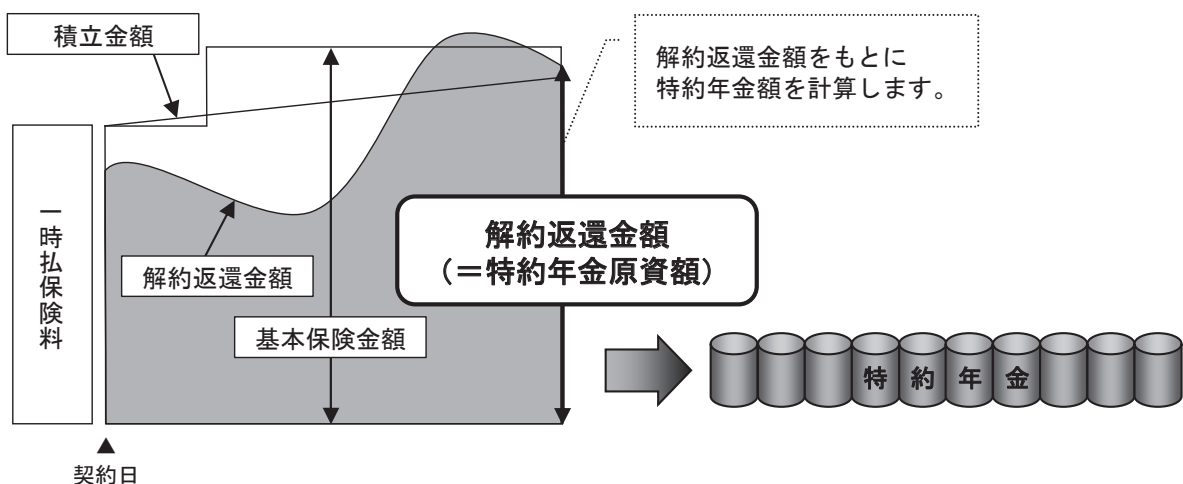 積立金額
解約返還金額をもとに
特約年金額を計算します。
一時払保険料
解約返還金額
(＝特約年金原資額)
解約返還金額
基本保険金額
特約年金
▲
契約日